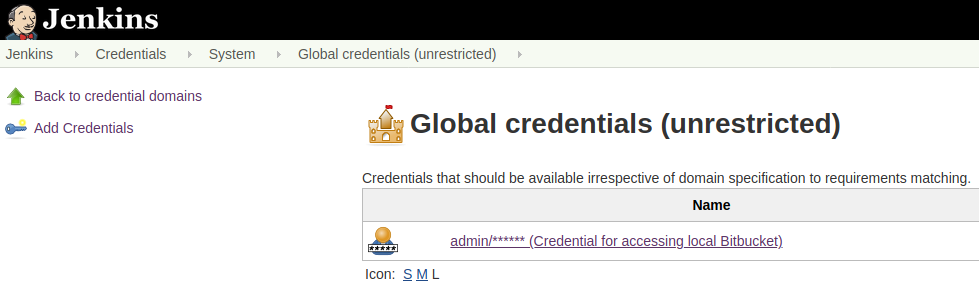 Jenkins
Jenkins Credentials System Global credentials (unrestricted)
Back to credential domains
Add Credentials
Global credentials (unrestricted)
Credentials that should be available irrespective of domain specification to requirements matching.
Name
admin/****** (Credential for accessing local Bitbucket)
Icon: S M L